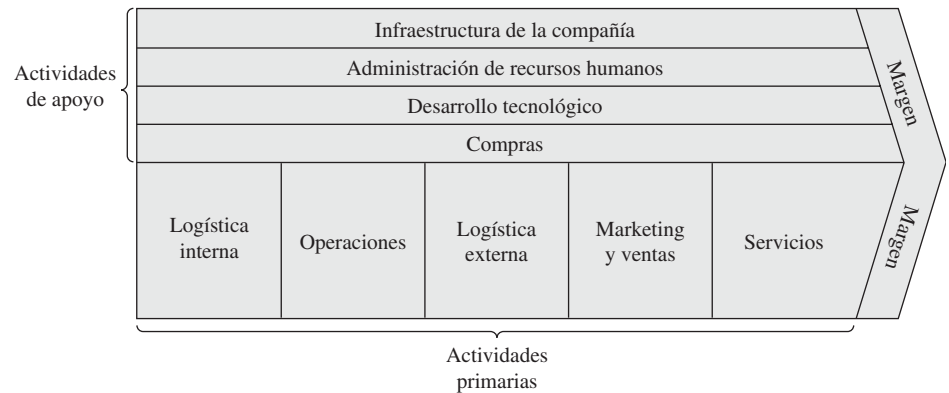 Infraestructura de la compañía
Administración de recursos humanos
Desarrollo tecnológico
Compras
Actividades
de apoyo
Margen
Logística
interna
Operaciones
Logística
externa
Marketing
y ventas
Servicios
Margen
Actividades
primarias